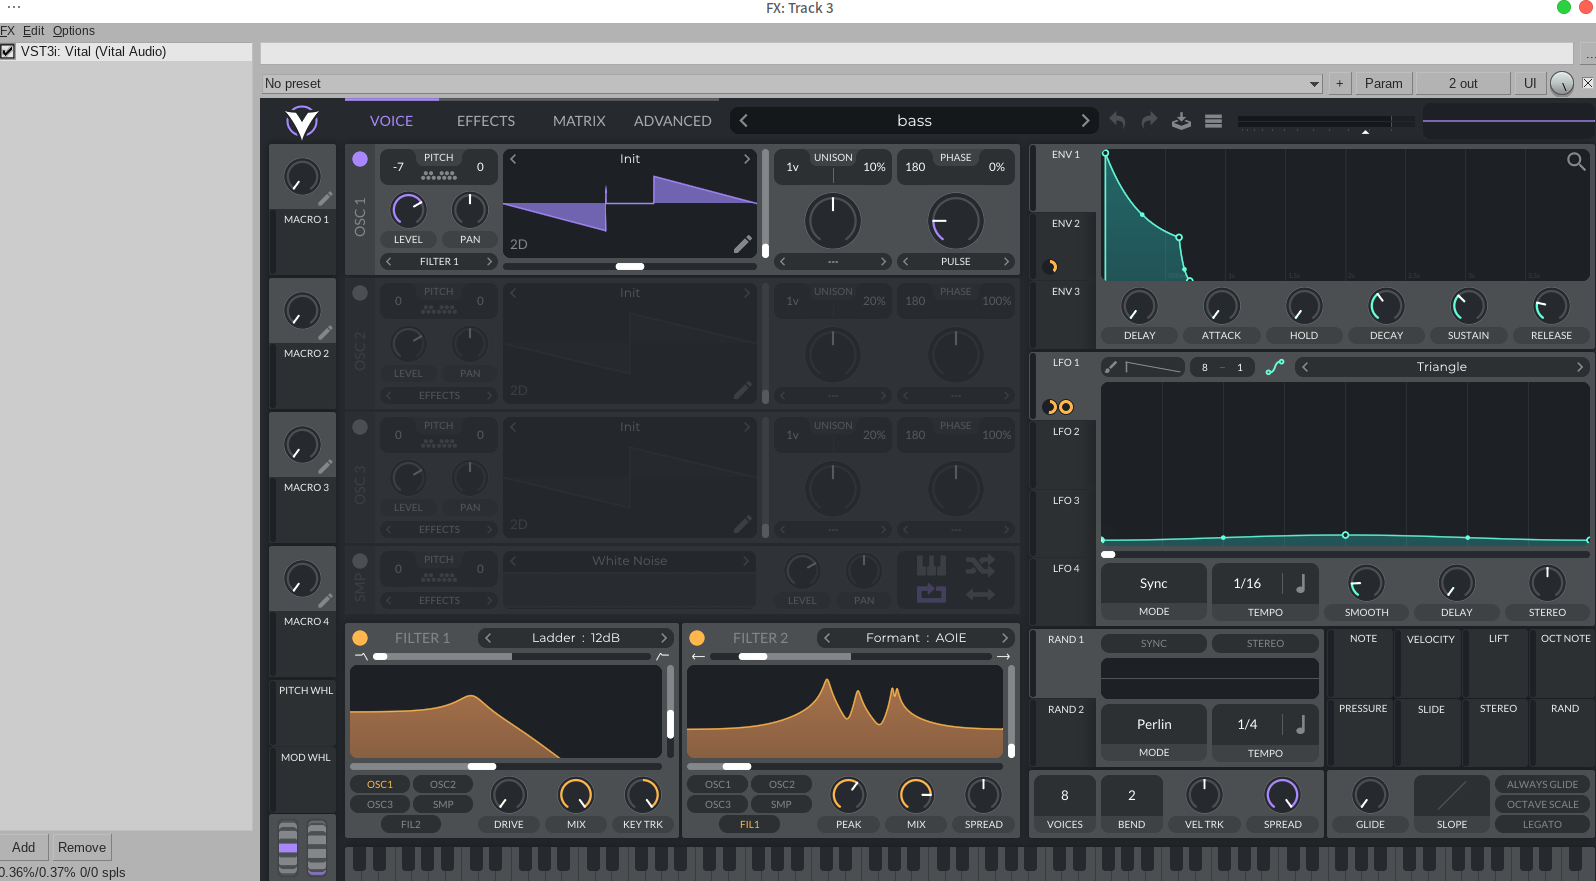 ...
FX: Track 3
FX Edit Options
VST3i: Vital (Vital Audio)
...
No preset
+
Param
2 out
UI
VOICE
EFFECTS
MATRIX
ADVANCED
bass
MACRO 1
MACRO 2
MACRO 3
MACRO 4
PITCH WHL
MOD WHL
OSC 1
-7 PITCH 0
LEVEL PAN
FILTER 1
Init
2D
1v UNISON 10%
---
180 PHASE 0%
PULSE
OSC 2
0 PITCH 0
LEVEL PAN
EFFECTS
Init
2D
1v UNISON 20%
---
180 PHASE 100%
---
OSC 3
0 PITCH 0
LEVEL PAN
EFFECTS
Init
2D
1v UNISON 20%
---
180 PHASE 100%
---
SMP
0 PITCH 0
EFFECTS
White Noise
LEVEL PAN
FILTER 1
Ladder : 12dB
OSC1 OSC2
OSC3 SMP
FIL2
DRIVE MIX KEY TRK
FILTER 2
Formant : AOIE
OSC1 OSC2
OSC3 SMP
FIL1
PEAK MIX SPREAD
ENV 1
ENV 2
ENV 3
DELAY ATTACK HOLD DECAY SUSTAIN RELEASE
LFO 1
LFO 2
LFO 3
LFO 4
8 - 1
Triangle
Sync
MODE
1/16
TEMPO
SMOOTH DELAY STEREO
RAND 1
RAND 2
SYNC STEREO
Perlin
MODE
1/4
TEMPO
NOTE VELOCITY LIFT OCT NOTE
PRESSURE SLIDE STEREO RAND
8
VOICES
2
BEND
VEL TRK
SPREAD
GLIDE
SLOPE
ALWAYS GLIDE
OCTAVE SCALE
LEGATO
Add Remove
0.36%/0.37% 0/0 spls